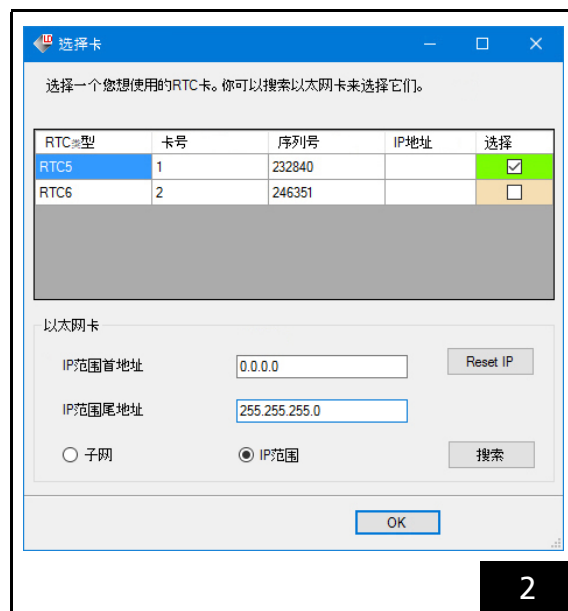 选择卡
选择一个您想使用的RTC卡。你可以搜索以太网卡来选择它们。
RTC类型 卡号 序列号 IP地址 选择
RTC5 1 232840
RTC6 2 246351
以太网卡
IP范围首地址 0.0.0.0 Reset IP
IP范围尾地址 255.255.255.0
子网 IP范围 搜索
OK
2